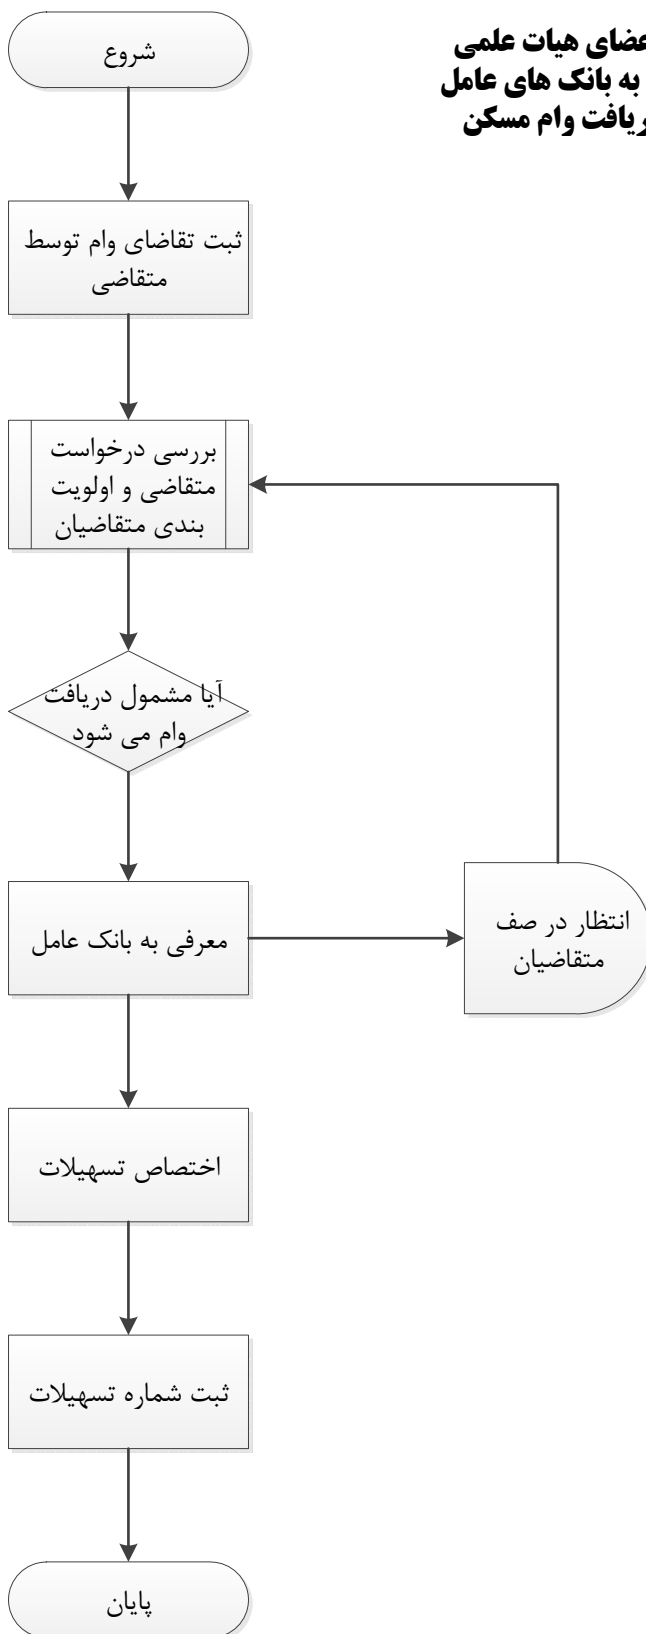 عضای هیات علمی
به بانک های عامل
ریافت وام مسکن
شروع
ثبت تقاضای وام توسط
متقاضی
بررسی درخواست
متقاضی و اولویت
بندی متقاضیان
آیا مشمول دریافت
وام می شود
معرفی به بانک عامل
انتظار در صف
متقاضیان
اختصاص تسهیلات
ثبت شماره تسهیلات
پایان